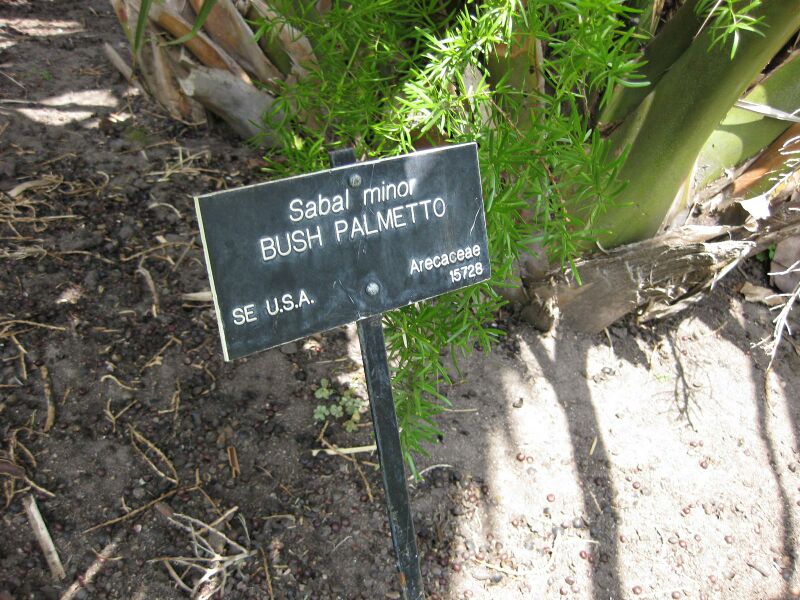 Sabal minor
BUSH PALMETTO
Arecaceae
15728
SE U.S.A.